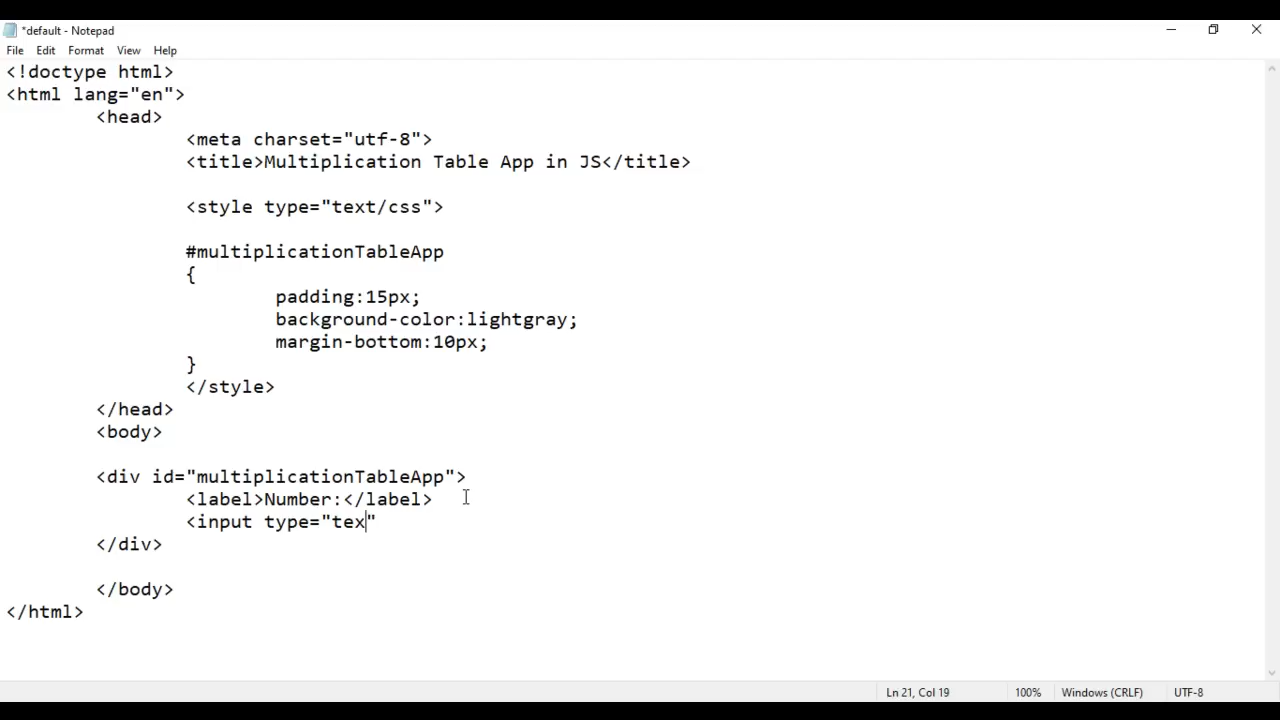 *default - Notepad
File Edit Format View Help
<!doctype html>
<html lang="en">
<head>
<meta charset="utf-8">
<title>Multiplication Table App in JS</title>
<style type="text/css">
#multiplicationTableApp
{
padding:15px;
background-color:lightgray;
margin-bottom:10px;
}
</style>
</head>
<body>
<div id="multiplicationTableApp">
<label>Number:</label>
<input type="tex"
</div>
</body>
</html>
Ln 21, Col 19 100% Windows (CRLF) UTF-8